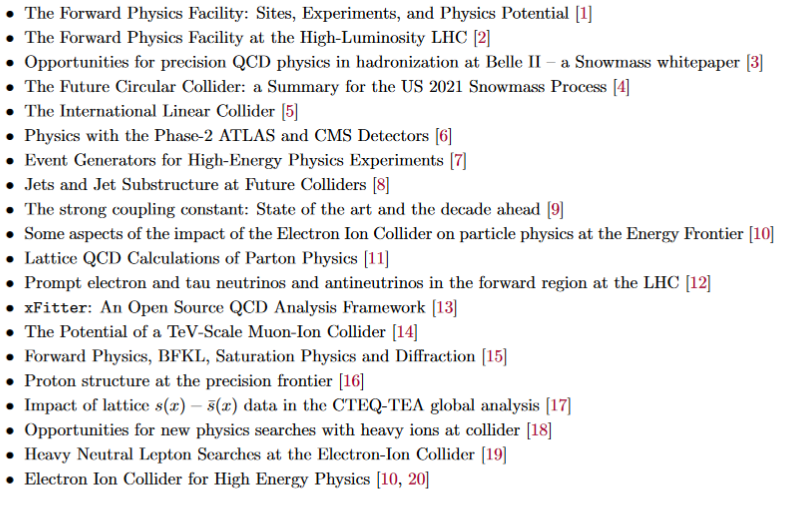 • The Forward Physics Facility: Sites, Experiments, and Physics Potential [1]
• The Forward Physics Facility at the High-Luminosity LHC [2]
• Opportunities for precision QCD physics in hadronization at Belle II – a Snowmass whitepaper [3]
• The Future Circular Collider: a Summary for the US 2021 Snowmass Process [4]
• The International Linear Collider [5]
• Physics with the Phase-2 ATLAS and CMS Detectors [6]
• Event Generators for High-Energy Physics Experiments [7]
• Jets and Jet Substructure at Future Colliders [8]
• The strong coupling constant: State of the art and the decade ahead [9]
• Some aspects of the impact of the Electron Ion Collider on particle physics at the Energy Frontier [10]
• Lattice QCD Calculations of Parton Physics [11]
• Prompt electron and tau neutrinos and antineutrinos in the forward region at the LHC [12]
• xFitter: An Open Source QCD Analysis Framework [13]
• The Potential of a TeV-Scale Muon-Ion Collider [14]
• Forward Physics, BFKL, Saturation Physics and Diffraction [15]
• Proton structure at the precision frontier [16]
• Impact of lattice s(x) − s̄(x) data in the CTEQ-TEA global analysis [17]
• Opportunities for new physics searches with heavy ions at collider [18]
• Heavy Neutral Lepton Searches at the Electron-Ion Collider [19]
• Electron Ion Collider for High Energy Physics [10, 20]